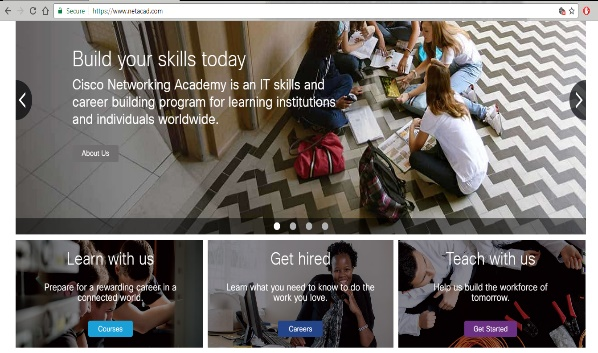 Secure
https://www.netacad.com
Build your skills today
Cisco Networking Academy is an IT skills and
career building program for learning institutions
and individuals worldwide.
About Us
Learn with us
Prepare for a rewarding career in a
connected world.
Courses
Get hired
Learn what you need to know to do the
work you love.
Careers
Teach with us
Help us build the workforce of
tomorrow.
Get Started